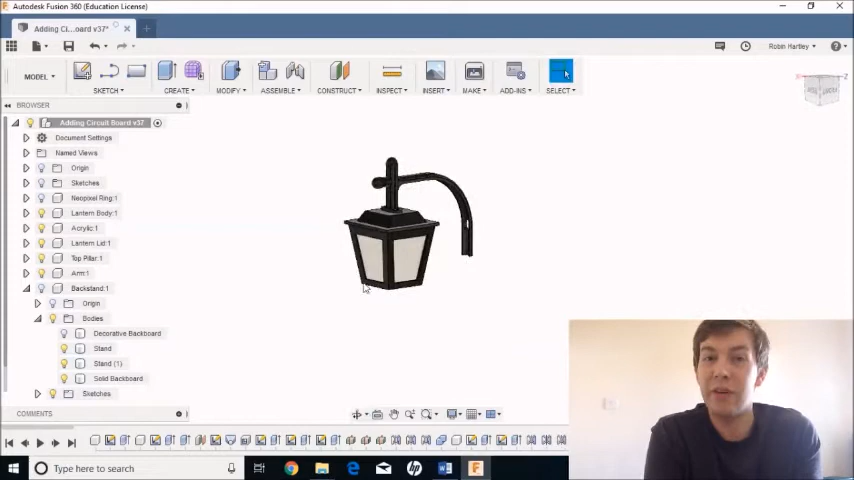 Autodesk Fusion 360 (Education License)
Adding Ci...oard v37*
Robin Hartley
MODEL
SKETCH
CREATE
MODIFY
ASSEMBLE
CONSTRUCT
INSPECT
INSERT
MAKE
ADD-INS
SELECT
BROWSER
Adding Circuit Board v37
Document Settings
Named Views
Origin
Sketches
Neopixel Ring:1
Lantern Body:1
Acrylic:1
Lantern Lid:1
Top Pillar:1
Arm:1
Backstand:1
Origin
Bodies
Decorative Backboard
Stand
Stand (1)
Solid Backboard
Sketches
COMMENTS
Type here to search